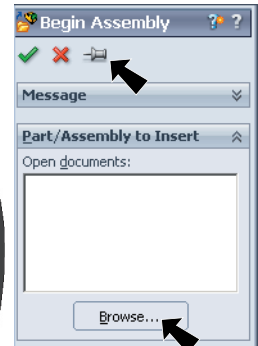 Begin Assembly ? ?
Message
Part/Assembly to Insert
Open documents:
Browse...